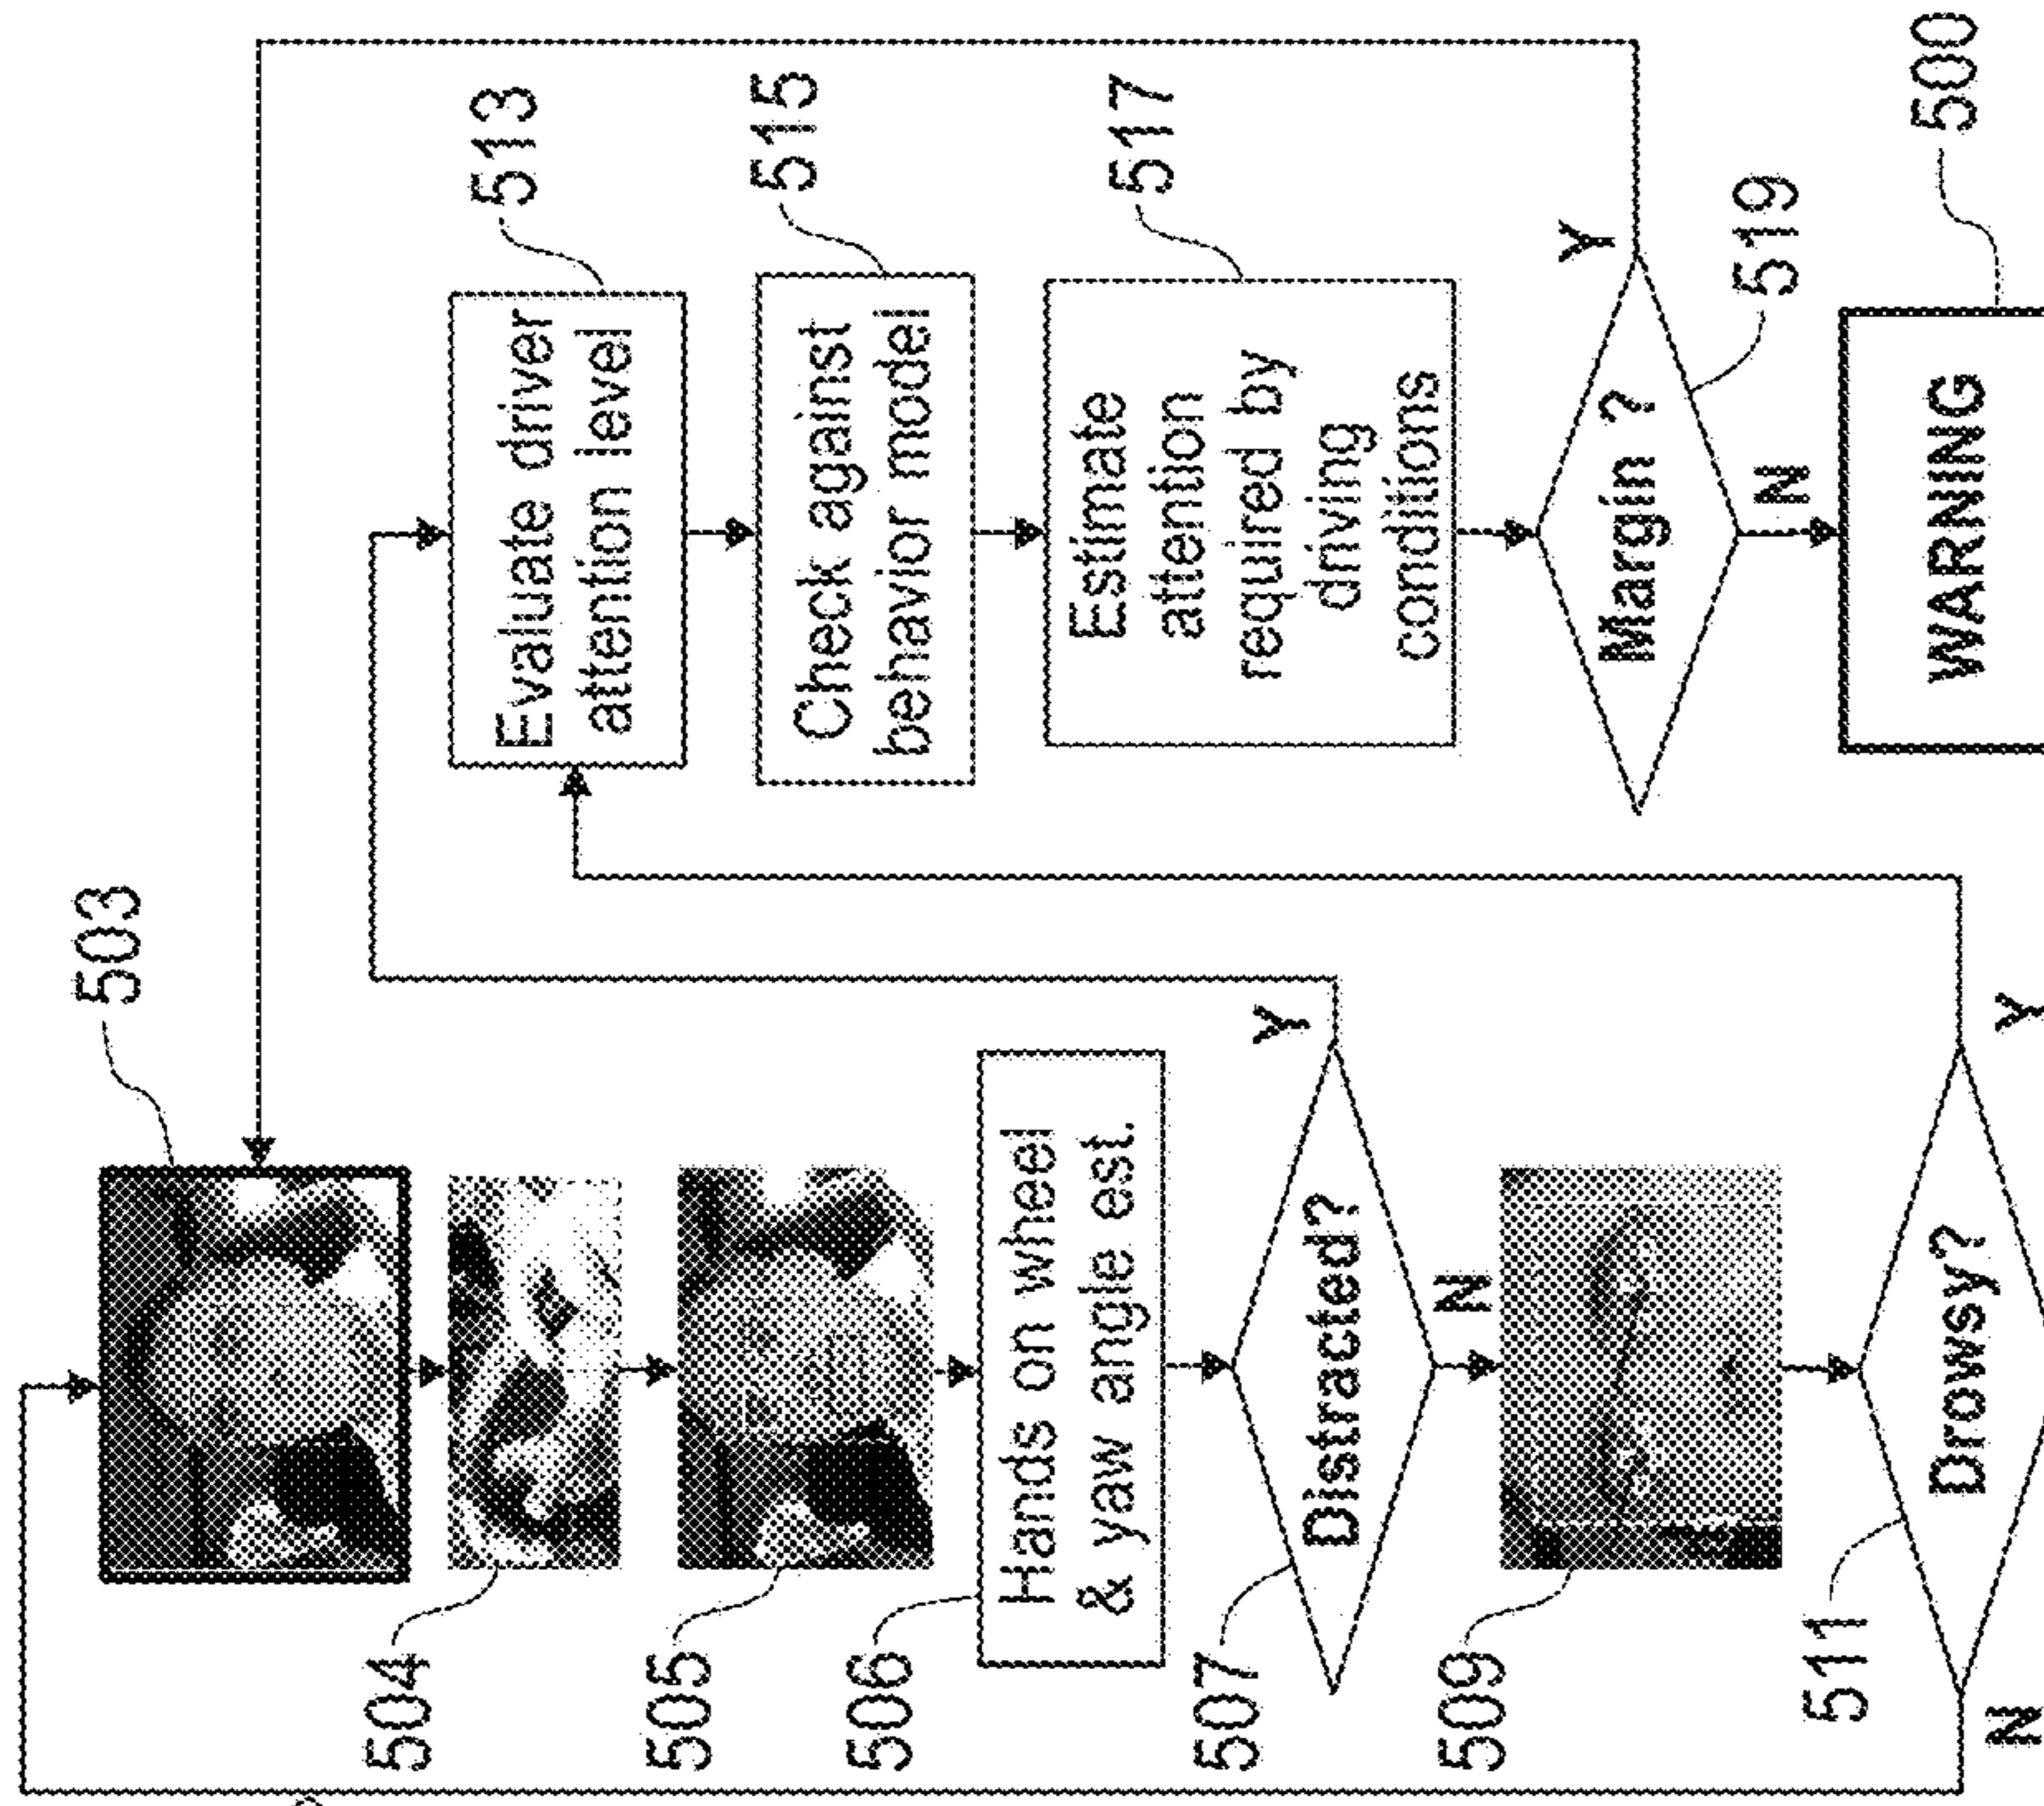 503
504
505
506
Hands on wheel
& yaw angle est.
507
Distracted?
Y
N
509
511
Drowsy?
Y
N
513
Evaluate driver
attention level
515
Check against
behavior model
517
Estimate
attention
required by
driving
conditions
519
Margin ?
Y
N
500
WARNING